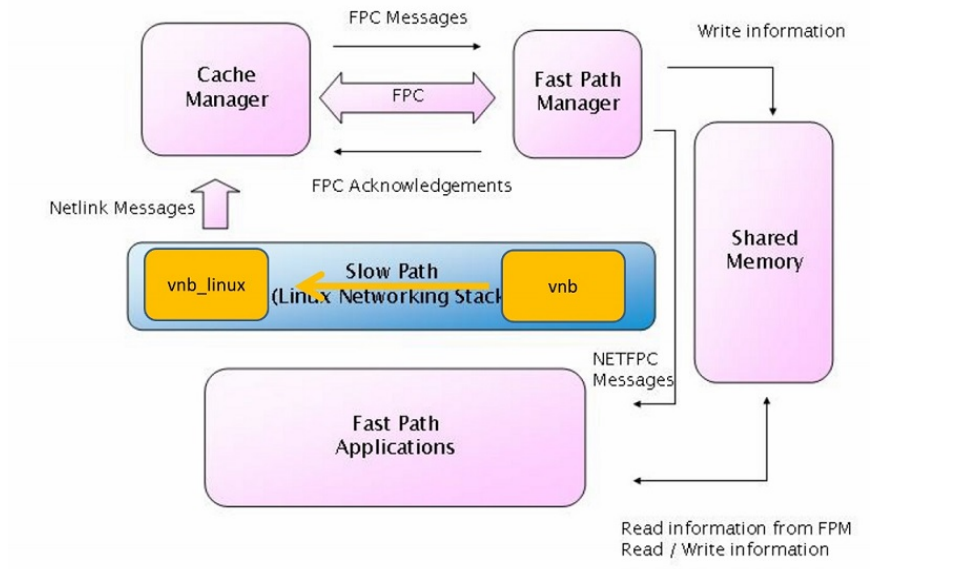 FPC Messages
Write information
Cache
Manager
FPC
Fast Path
Manager
FPC Acknowledgements
Netlink Messages
Shared
Memory
vnb_linux
Slow Path
(Linux Networking Stack
vnb
NETFPC
Messages
Fast Path
Applications
Read information from FPM
Read / Write information